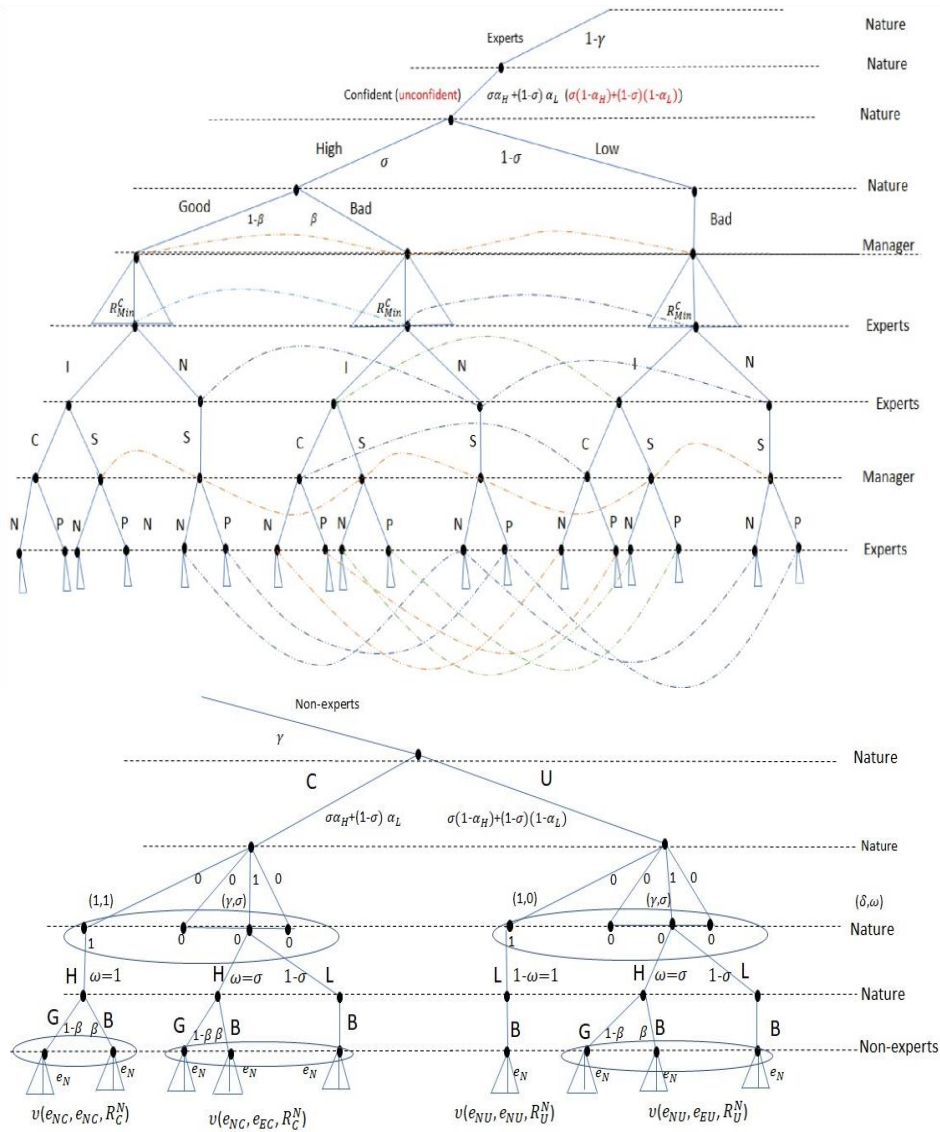 Nature
Experts 1-γ
Nature
Confident (unconfident) σα_H+(1-σ) α_L (σ(1-α_H)+(1-σ)(1-α_L))
Nature
High σ 1-σ Low
Nature
Good 1-β β Bad Bad
Manager
R^C_Min R^C_Min R^C_Min
Experts
I N I N I N
Experts
C S S C S S C S S
Manager
N P N P N N P N P N P N P N P N P N P
Experts
Non-experts
γ
Nature
C U
σα_H+(1-σ) α_L σ(1-α_H)+(1-σ)(1-α_L)
Nature
0 0 1 0 0 0 1 0
(1,1) (γ,σ) (1,0) (γ,σ) (δ,ω)
Nature
1 0 0 0 1 0 0 0
H ω=1 H ω=σ 1-σ L L 1-ω=1 H ω=σ 1-σ L
Nature
G 1-β β B G 1-β β B B B G 1-β β B B
Non-experts
e_N e_N e_N e_N e_N e_N e_N e_N e_N
υ(e_NC, e_NC, R^N_C) υ(e_NC, e_EC, R^N_C) υ(e_NU, e_NU, R^N_U) υ(e_NU, e_EU, R^N_U)